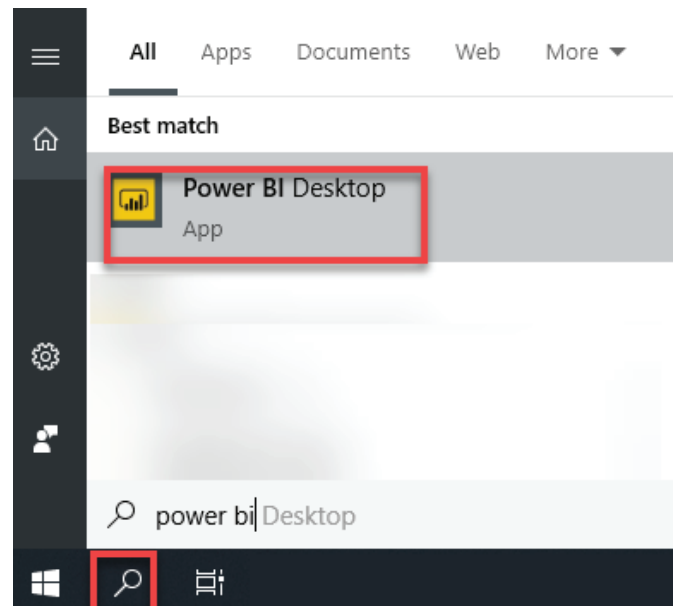 All Apps Documents Web More
Best match
Power BI Desktop
App
power bi Desktop